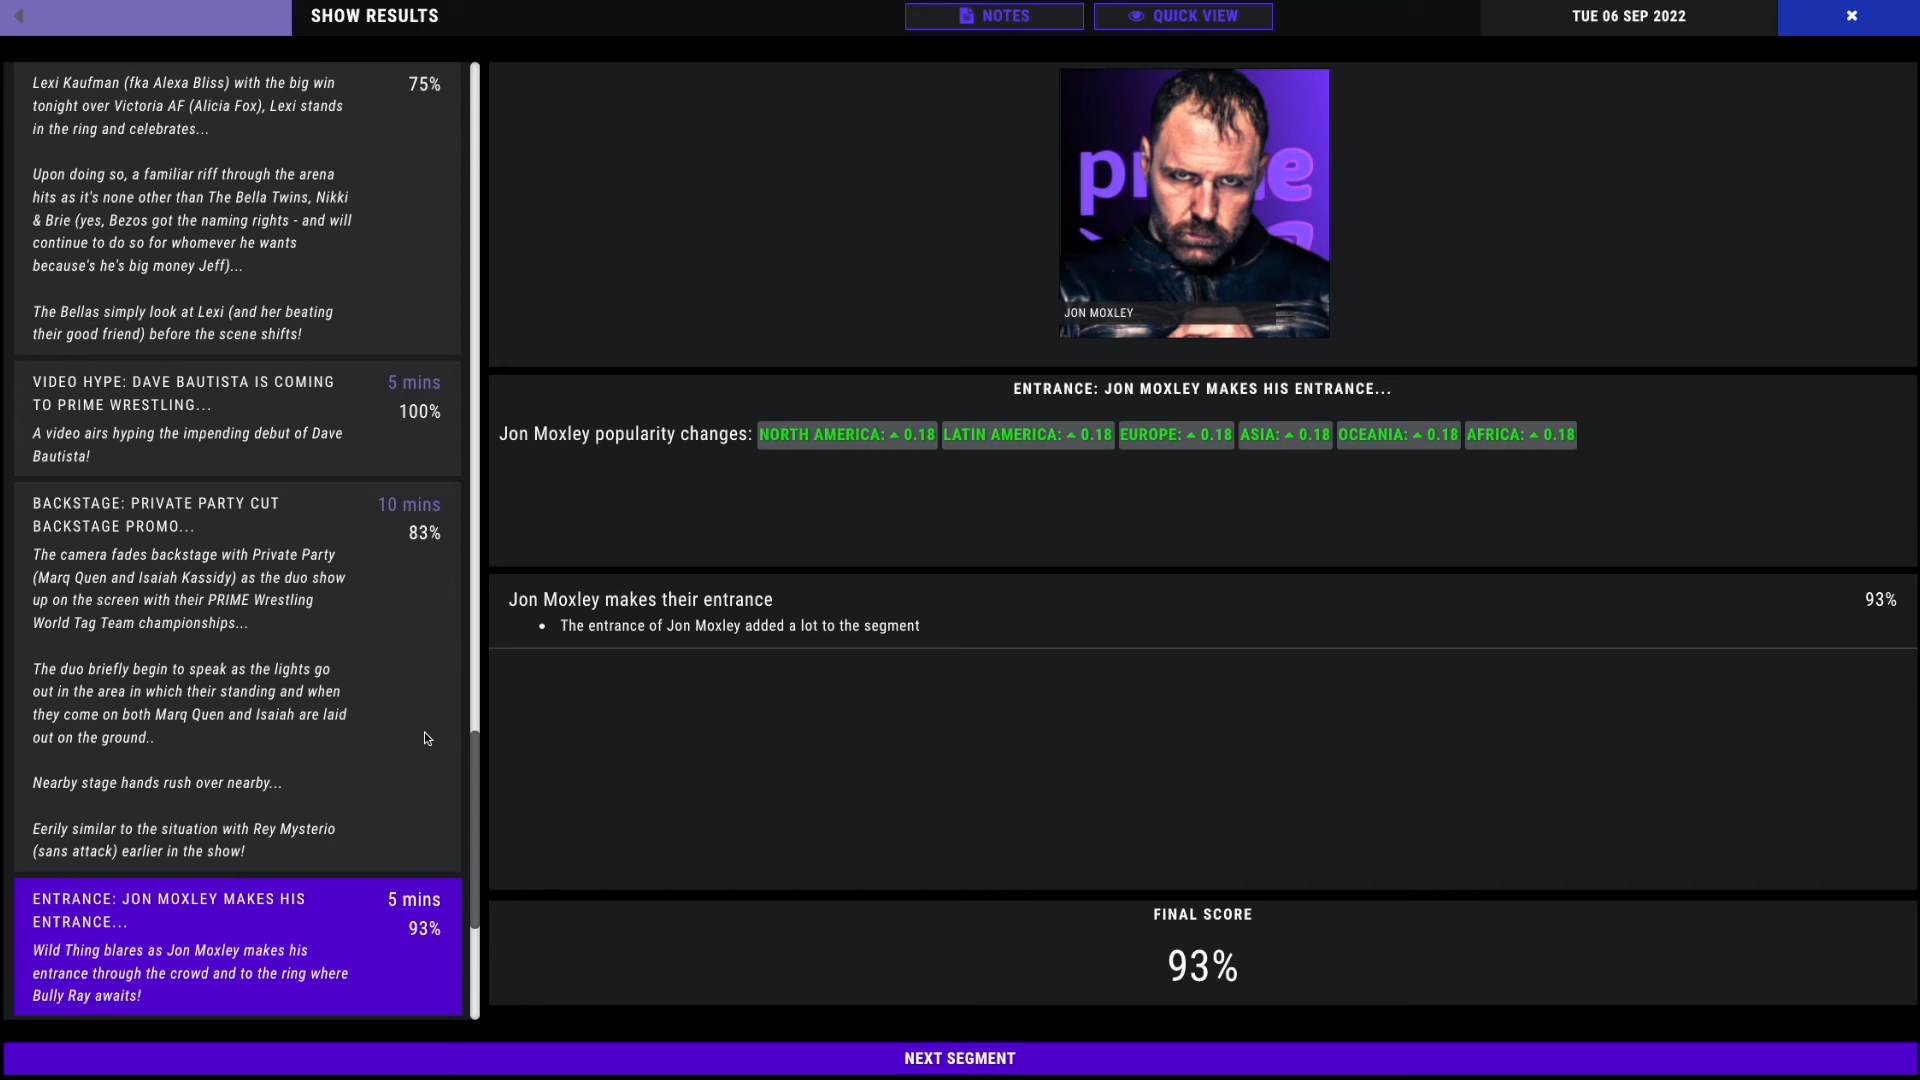 SHOW RESULTS
NOTES
QUICK VIEW
TUE 06 SEP 2022
Lexi Kaufman (fka Alexa Bliss) with the big win
tonight over Victoria AF (Alicia Fox), Lexi stands
in the ring and celebrates...
75%
Upon doing so, a familiar riff through the arena
hits as it's none other than The Bella Twins, Nikki
& Brie (yes, Bezos got the naming rights - and will
continue to do so for whomever he wants
because's he's big money Jeff)...
The Bellas simply look at Lexi (and her beating
their good friend) before the scene shifts!
VIDEO HYPE: DAVE BAUTISTA IS COMING
TO PRIME WRESTLING...
5 mins
100%
A video airs hyping the impending debut of Dave
Bautista!
BACKSTAGE: PRIVATE PARTY CUT
BACKSTAGE PROMO...
10 mins
83%
The camera fades backstage with Private Party
(Marq Quen and Isaiah Kassidy) as the duo show
up on the screen with their PRIME Wrestling
World Tag Team championships...
The duo briefly begin to speak as the lights go
out in the area in which their standing and when
they come on both Marq Quen and Isaiah are laid
out on the ground..
Nearby stage hands rush over nearby...
Eerily similar to the situation with Rey Mysterio
(sans attack) earlier in the show!
ENTRANCE: JON MOXLEY MAKES HIS
ENTRANCE...
5 mins
93%
Wild Thing blares as Jon Moxley makes his
entrance through the crowd and to the ring where
Bully Ray awaits!
JON MOXLEY
ENTRANCE: JON MOXLEY MAKES HIS ENTRANCE...
Jon Moxley popularity changes: NORTH AMERICA: 0.18 LATIN AMERICA: 0.18 EUROPE: 0.18 ASIA: 0.18 OCEANIA: 0.18 AFRICA: 0.18
Jon Moxley makes their entrance 93%
• The entrance of Jon Moxley added a lot to the segment
FINAL SCORE
93%
NEXT SEGMENT